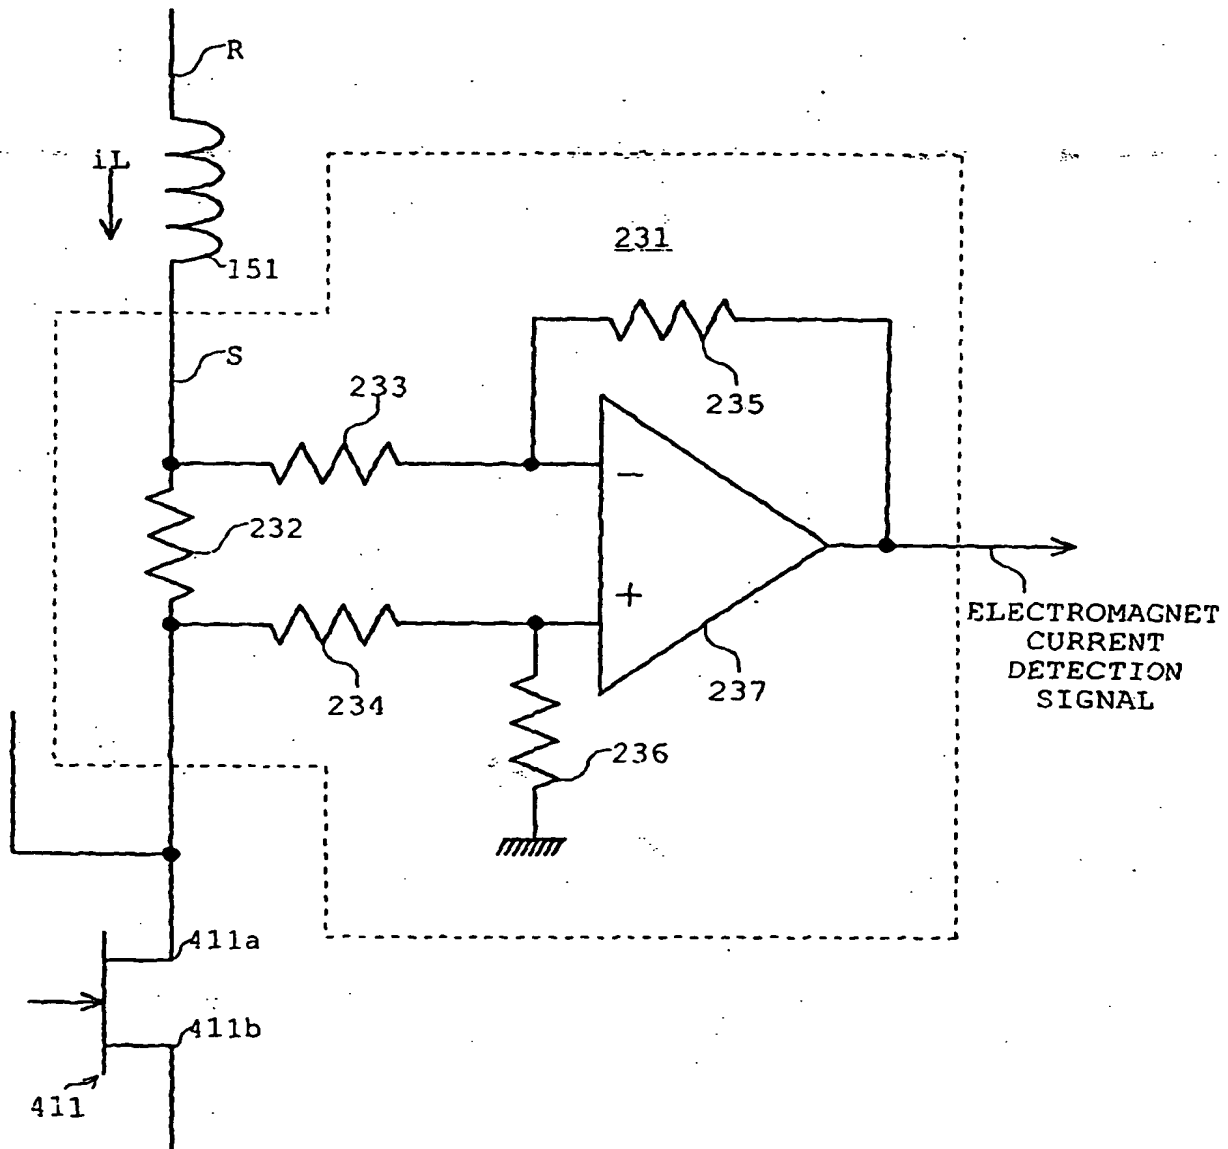 R
iL
151
231
S
233
235
232
-
+
234
237
236
ELECTROMAGNET
CURRENT
DETECTION
SIGNAL
411a
411b
411